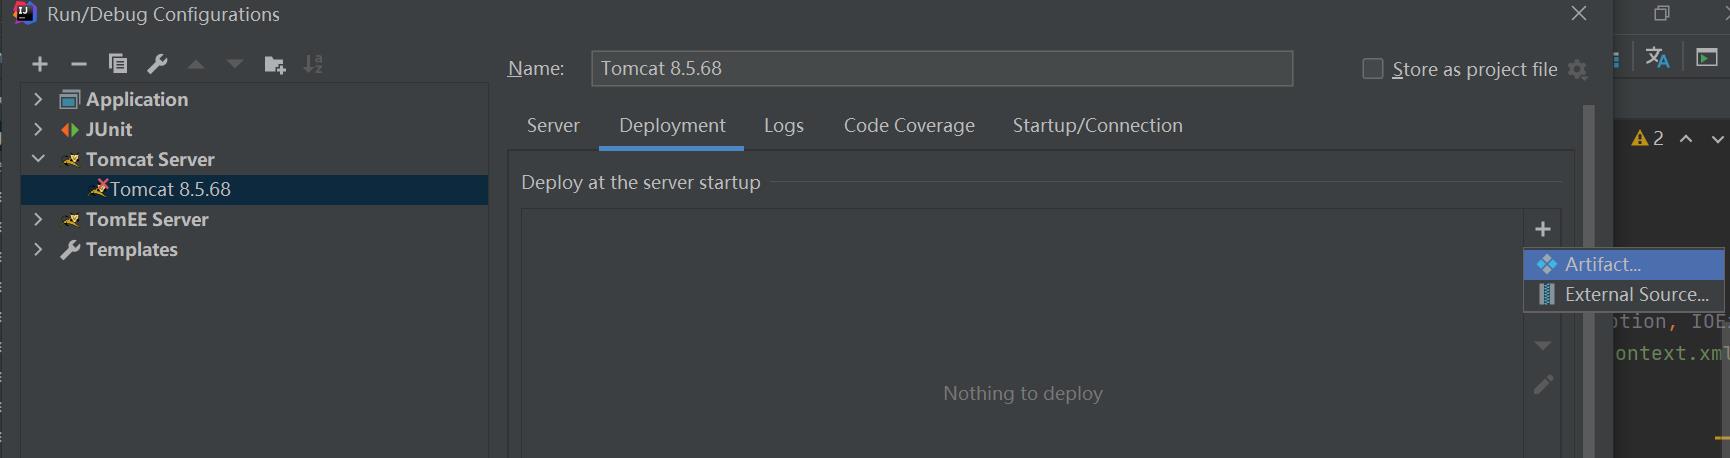 Run/Debug Configurations
Name: Tomcat 8.5.68 Store as project file
Application
JUnit
Tomcat Server
Tomcat 8.5.68
TomEE Server
Templates
Server Deployment Logs Code Coverage Startup/Connection
Deploy at the server startup
Nothing to deploy
Artifact...
External Source...
2
ption, IOE
ontext.xml